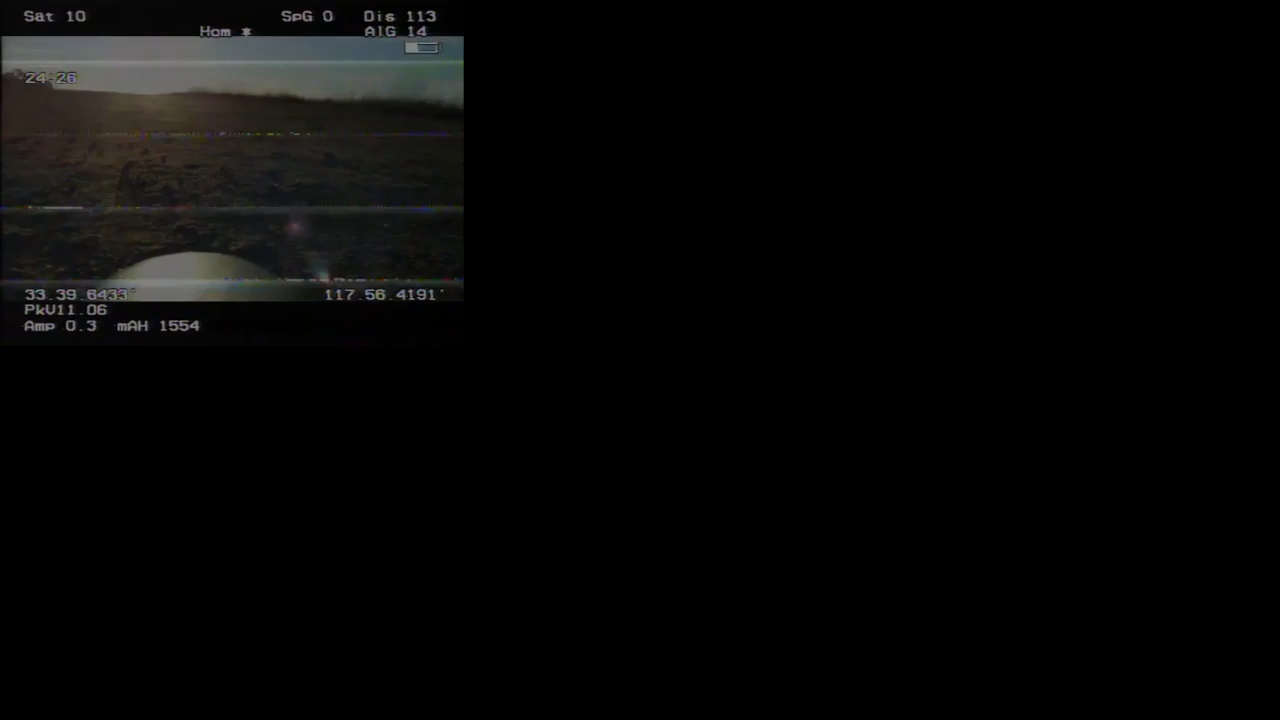 Sat 10 SpG 0 Dis 113
Hom * AlG 14
24:26
33.39.6433' 117.56.4191'
PkV11.06
Amp 0.3 mAH 1554